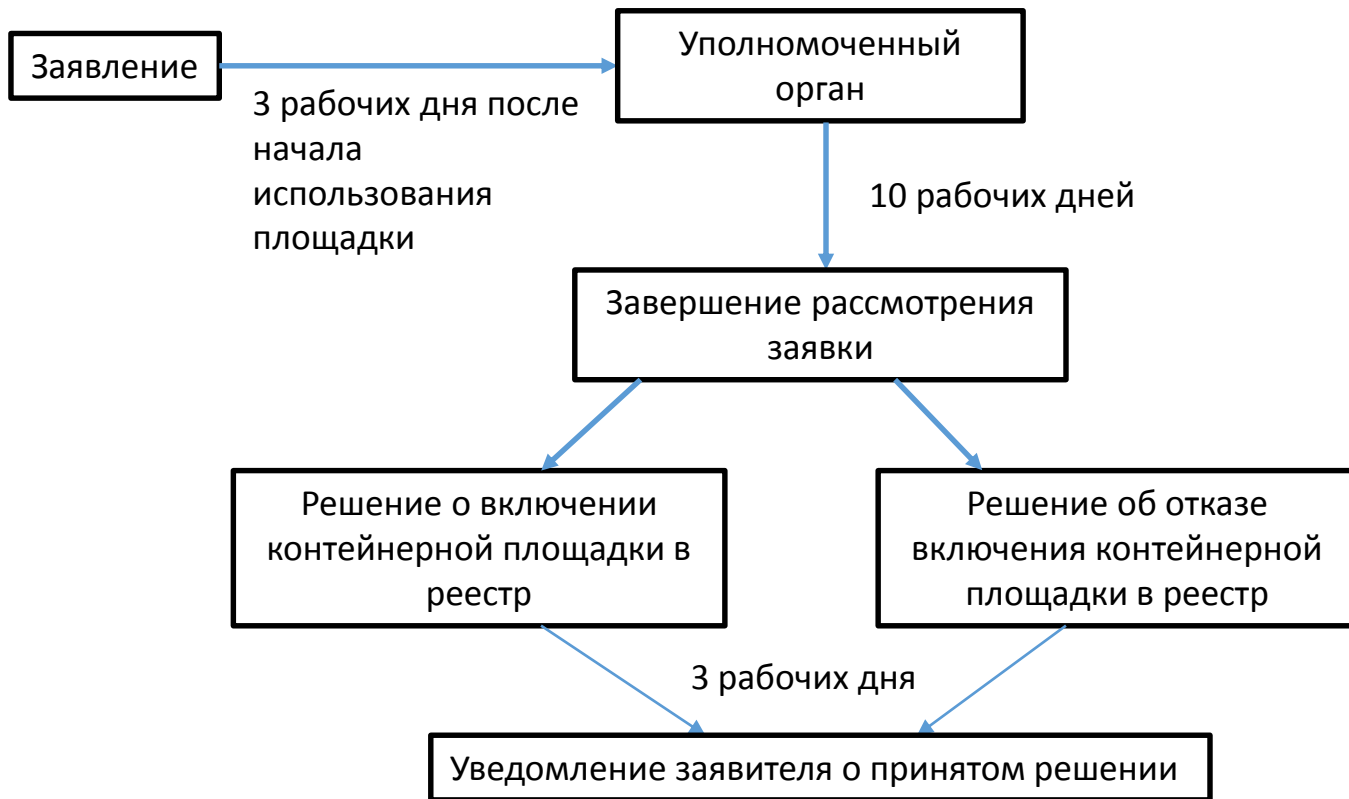 Заявление
Уполномоченный
орган
3 рабочих дня после
начала
использования
площадки
10 рабочих дней
Завершение рассмотрения
заявки
Решение о включении
контейнерной площадки в
реестр
Решение об отказе
включения контейнерной
площадки в реестр
3 рабочих дня
Уведомление заявителя о принятом решении